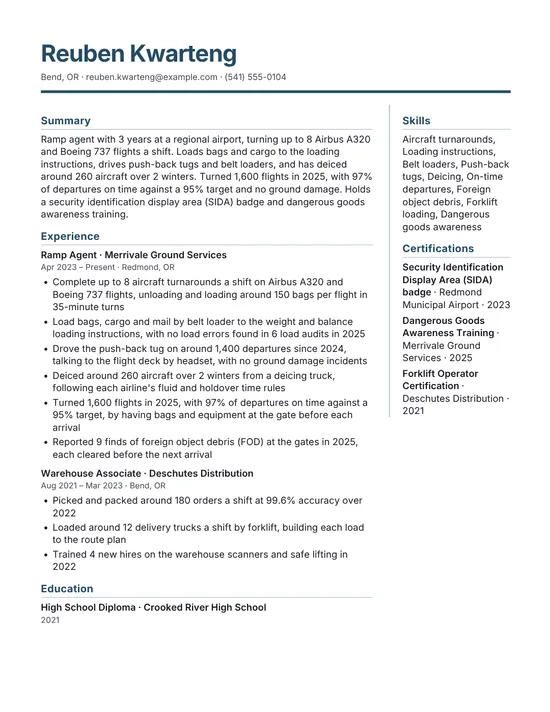 Reuben Kwarteng
Bend, OR · reuben.kwarteng@example.com · (541) 555-0104
Summary
Ramp agent with 3 years at a regional airport, turning up to 8 Airbus A320
and Boeing 737 flights a shift. Loads bags and cargo to the loading
instructions, drives push-back tugs and belt loaders, and has deiced
around 260 aircraft over 2 winters. Turned 1,600 flights in 2025, with 97%
of departures on time against a 95% target and no ground damage. Holds
a security identification display area (SIDA) badge and dangerous goods
awareness training.
Experience
Ramp Agent · Merrivale Ground Services
Apr 2023 – Present · Redmond, OR
• Complete up to 8 aircraft turnarounds a shift on Airbus A320 and
Boeing 737 flights, unloading and loading around 150 bags per flight in
35-minute turns
• Load bags, cargo and mail by belt loader to the weight and balance
loading instructions, with no load errors found in 6 load audits in 2025
• Drove the push-back tug on around 1,400 departures since 2024,
talking to the flight deck by headset, with no ground damage incidents
• Deiced around 260 aircraft over 2 winters from a deicing truck,
following each airline's fluid and holdover time rules
• Turned 1,600 flights in 2025, with 97% of departures on time against a
95% target, by having bags and equipment at the gate before each
arrival
• Reported 9 finds of foreign object debris (FOD) at the gates in 2025,
each cleared before the next arrival
Warehouse Associate · Deschutes Distribution
Aug 2021 – Mar 2023 · Bend, OR
• Picked and packed around 180 orders a shift at 99.6% accuracy over
2022
• Loaded around 12 delivery trucks a shift by forklift, building each load
to the route plan
• Trained 4 new hires on the warehouse scanners and safe lifting in
2022
Education
High School Diploma · Crooked River High School
2021
Skills
Aircraft turnarounds,
Loading instructions,
Belt loaders, Push-back
tugs, Deicing, On-time
departures, Foreign
object debris, Forklift
loading, Dangerous
goods awareness
Certifications
Security Identification
Display Area (SIDA)
badge · Redmond
Municipal Airport · 2023
Dangerous Goods
Awareness Training ·
Merrivale Ground
Services · 2025
Forklift Operator
Certification ·
Deschutes Distribution ·
2021